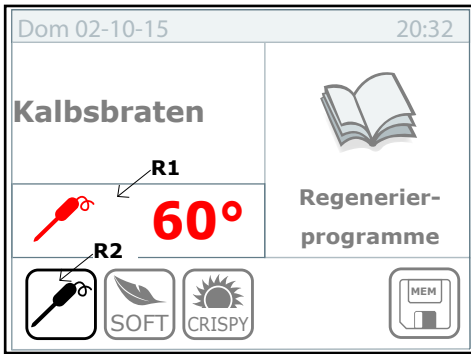 Dom 02-10-15 20:32
Kalbsbraten
R1
60°
Regenerier-
programme
R2
SOFT
CRISPY
MEM